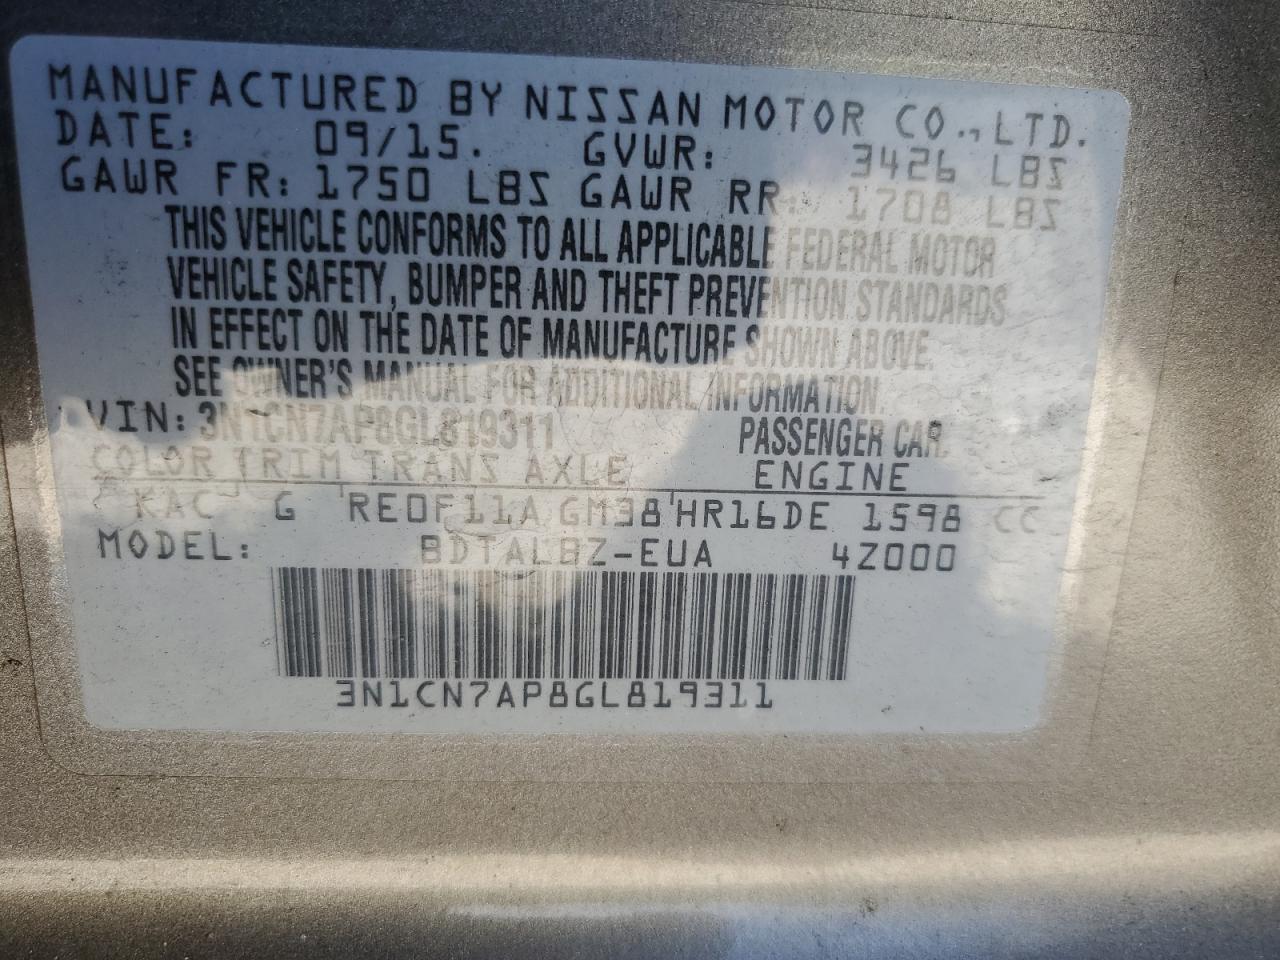 MANUFACTURED BY NISSAN MOTOR CO., LTD.
DATE: 09/15. GVWR: 3426 LBS
GAWR FR: 1750 LBS GAWR RR: 1708 LBS
THIS VEHICLE CONFORMS TO ALL APPLICABLE FEDERAL MOTOR
VEHICLE SAFETY, BUMPER AND THEFT PREVENTION STANDARDS
IN EFFECT ON THE DATE OF MANUFACTURE SHOWN ABOVE.
SEE OWNER'S MANUAL FOR ADDITIONAL INFORMATION.
VIN: 3N1CN7AP8GL819311 PASSENGER CAR.
COLOR TRIM TRANS AXLE ENGINE
KAC G RE0F11A GM38 HR16DE 1598 CC
MODEL: BDTALBZ-EUA 4Z000
3N1CN7AP8GL819311